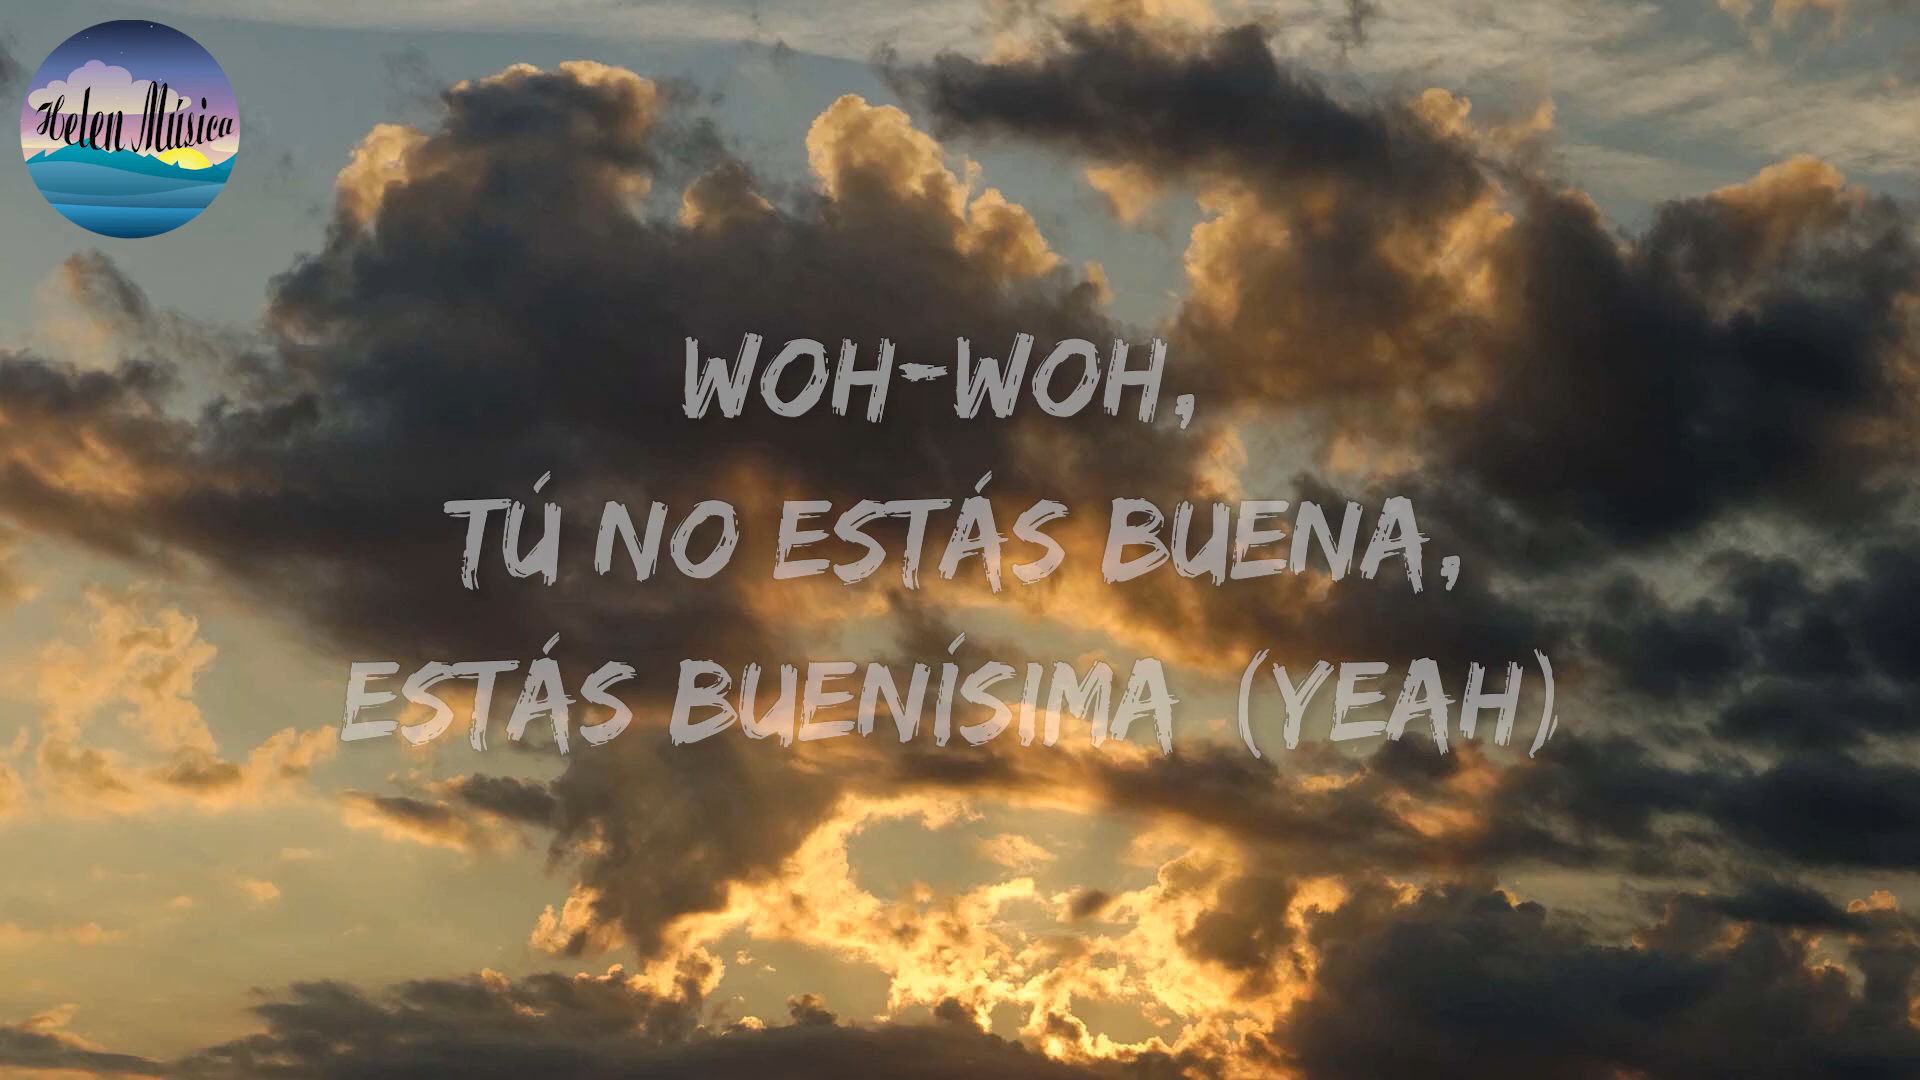 Helen Música
WOH-WOH,
TÚ NO ESTÁS BUENA,
ESTÁS BUENÍSIMA (YEAH)